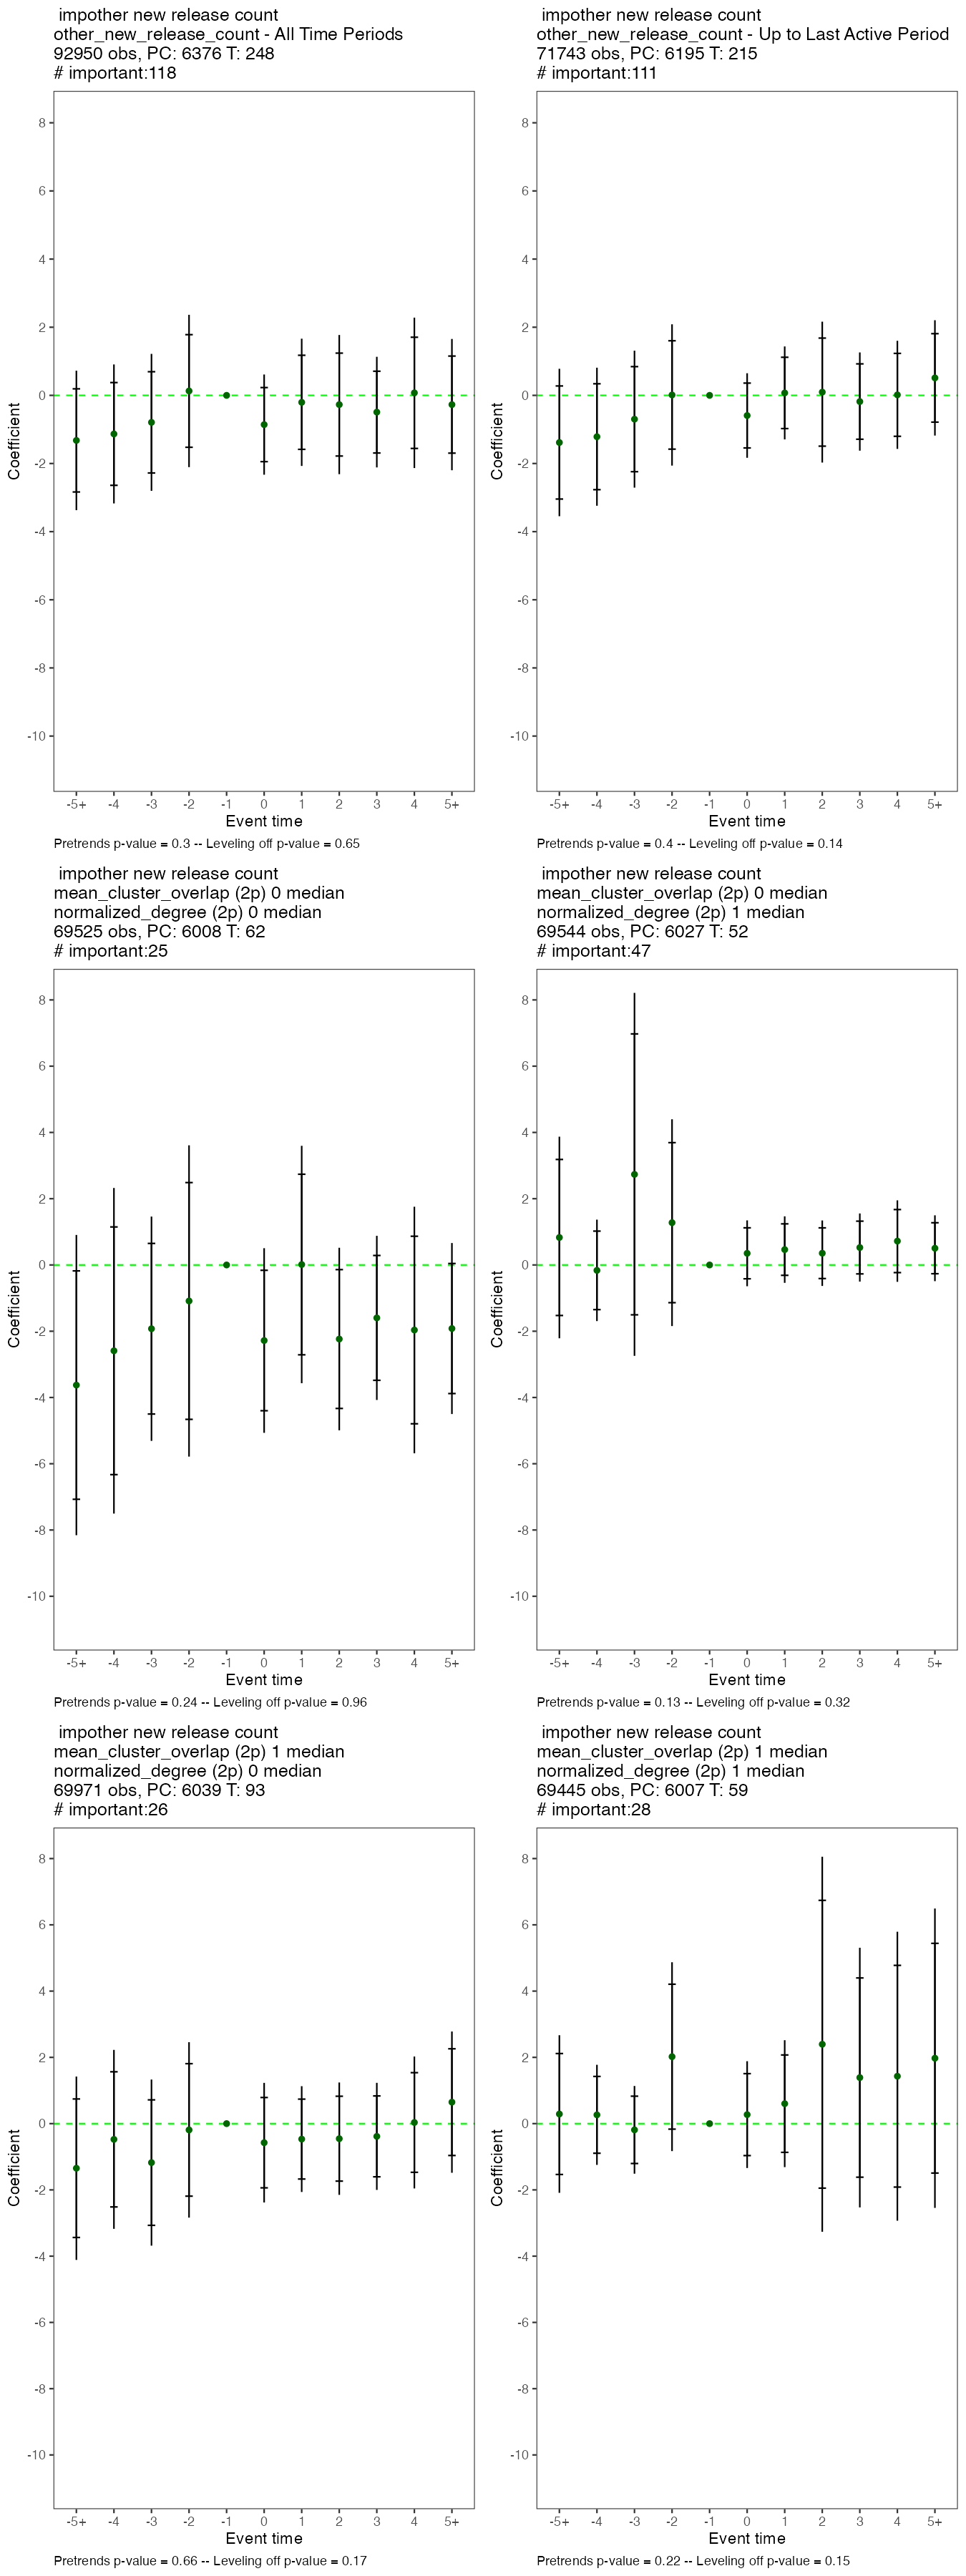 impother new release count
other_new_release_count - All Time Periods
92950 obs, PC: 6376 T: 248
# important:118
8
6
4
2
0
-2
-4
-6
-8
-10
Coefficient
-5+ -4 -3 -2 -1 0 1 2 3 4 5+
Event time
Pretrends p-value = 0.3 -- Leveling off p-value = 0.65
impother new release count
other_new_release_count - Up to Last Active Period
71743 obs, PC: 6195 T: 215
# important:111
8
6
4
2
0
-2
-4
-6
-8
-10
Coefficient
-5+ -4 -3 -2 -1 0 1 2 3 4 5+
Event time
Pretrends p-value = 0.4 -- Leveling off p-value = 0.14
impother new release count
mean_cluster_overlap (2p) 0 median
normalized_degree (2p) 0 median
69525 obs, PC: 6008 T: 62
# important:25
8
6
4
2
0
-2
-4
-6
-8
-10
Coefficient
-5+ -4 -3 -2 -1 0 1 2 3 4 5+
Event time
Pretrends p-value = 0.24 -- Leveling off p-value = 0.96
impother new release count
mean_cluster_overlap (2p) 0 median
normalized_degree (2p) 1 median
69544 obs, PC: 6027 T: 52
# important:47
8
6
4
2
0
-2
-4
-6
-8
-10
Coefficient
-5+ -4 -3 -2 -1 0 1 2 3 4 5+
Event time
Pretrends p-value = 0.13 -- Leveling off p-value = 0.32
impother new release count
mean_cluster_overlap (2p) 1 median
normalized_degree (2p) 0 median
69971 obs, PC: 6039 T: 93
# important:26
8
6
4
2
0
-2
-4
-6
-8
-10
Coefficient
-5+ -4 -3 -2 -1 0 1 2 3 4 5+
Event time
Pretrends p-value = 0.66 -- Leveling off p-value = 0.17
impother new release count
mean_cluster_overlap (2p) 1 median
normalized_degree (2p) 1 median
69445 obs, PC: 6007 T: 59
# important:28
8
6
4
2
0
-2
-4
-6
-8
-10
Coefficient
-5+ -4 -3 -2 -1 0 1 2 3 4 5+
Event time
Pretrends p-value = 0.22 -- Leveling off p-value = 0.15